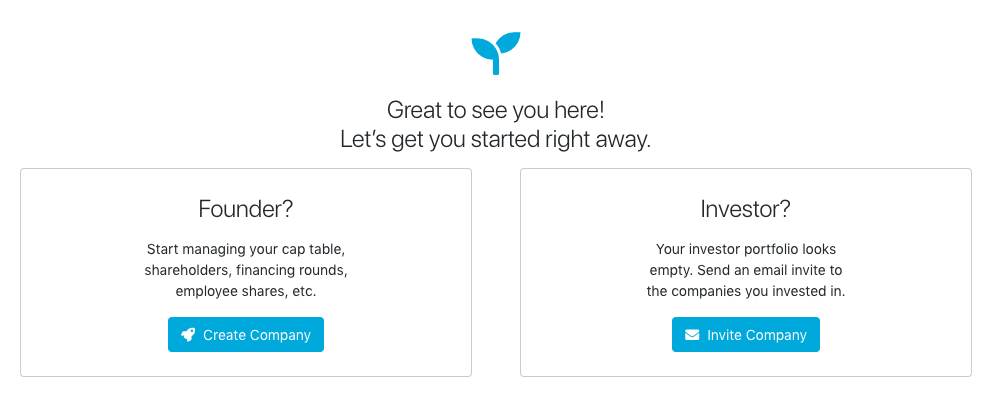 Great to see you here!
Let’s get you started right away.
Founder?
Start managing your cap table,
shareholders, financing rounds,
employee shares, etc.
Create Company
Investor?
Your investor portfolio looks
empty. Send an email invite to
the companies you invested in.
Invite Company